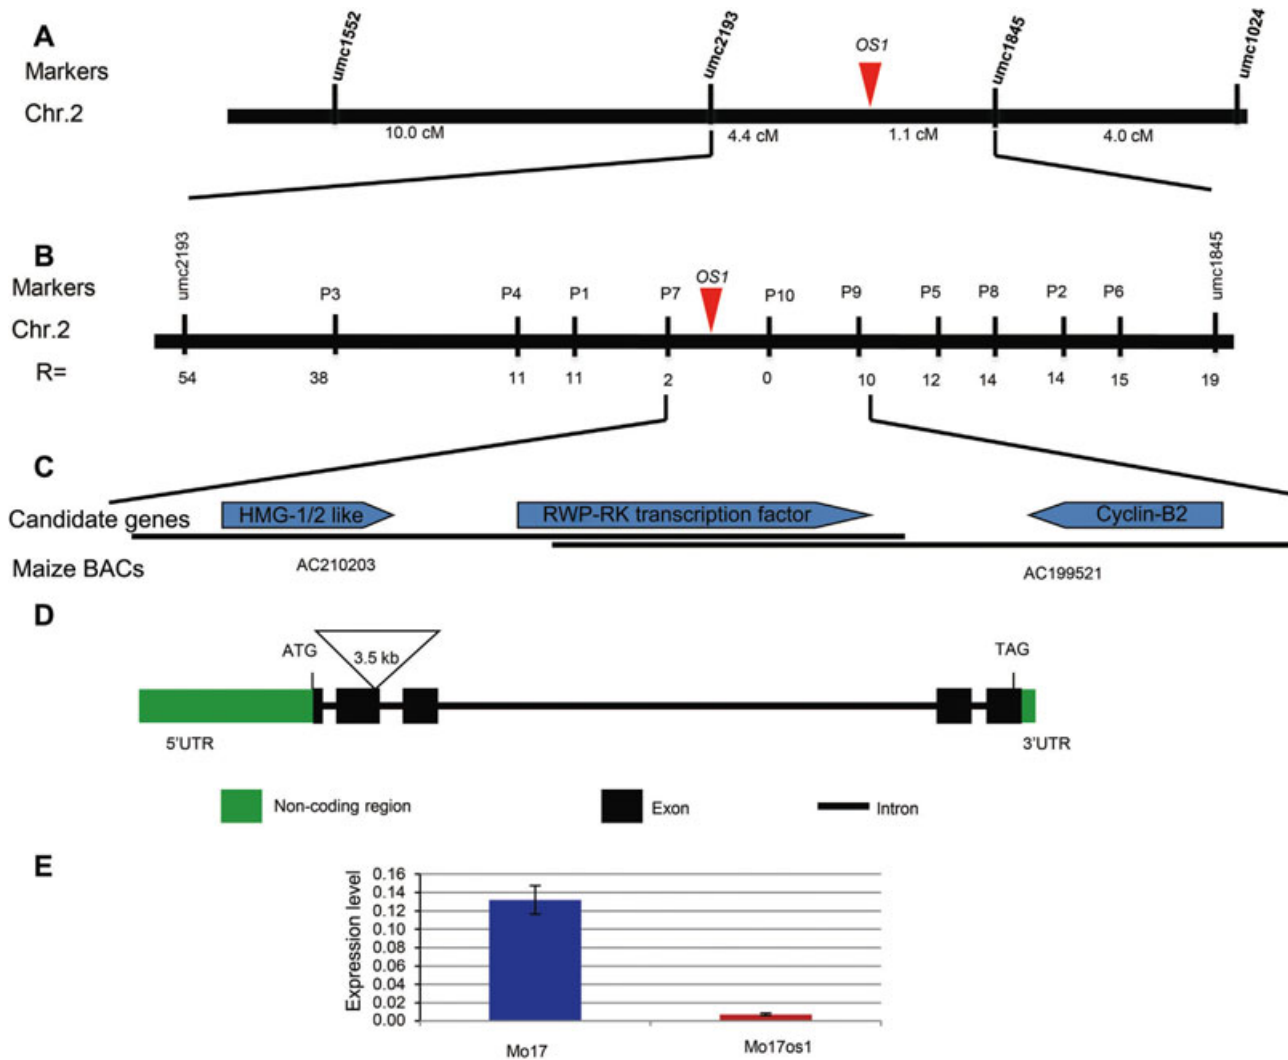 A
Markers
umc1552
umc2193
OS1
umc1845
umc1024
Chr.2
10.0 cM
4.4 cM
1.1 cM
4.0 cM
B
Markers
umc2193
P3
P4
P1
P7
OS1
P10
P9
P5
P8
P2
P6
umc1845
Chr.2
R=
54
38
11
11
2
0
10
12
14
14
15
19
C
Candidate genes
HMG-1/2 like
RWP-RK transcription factor
Cyclin-B2
Maize BACs
AC210203
AC199521
D
ATG
3.5 kb
TAG
5'UTR
3'UTR
Non-coding region
Exon
Intron
E
Expression level
0.16
0.14
0.12
0.10
0.08
0.06
0.04
0.02
0.00
Mo17
Mo17os1